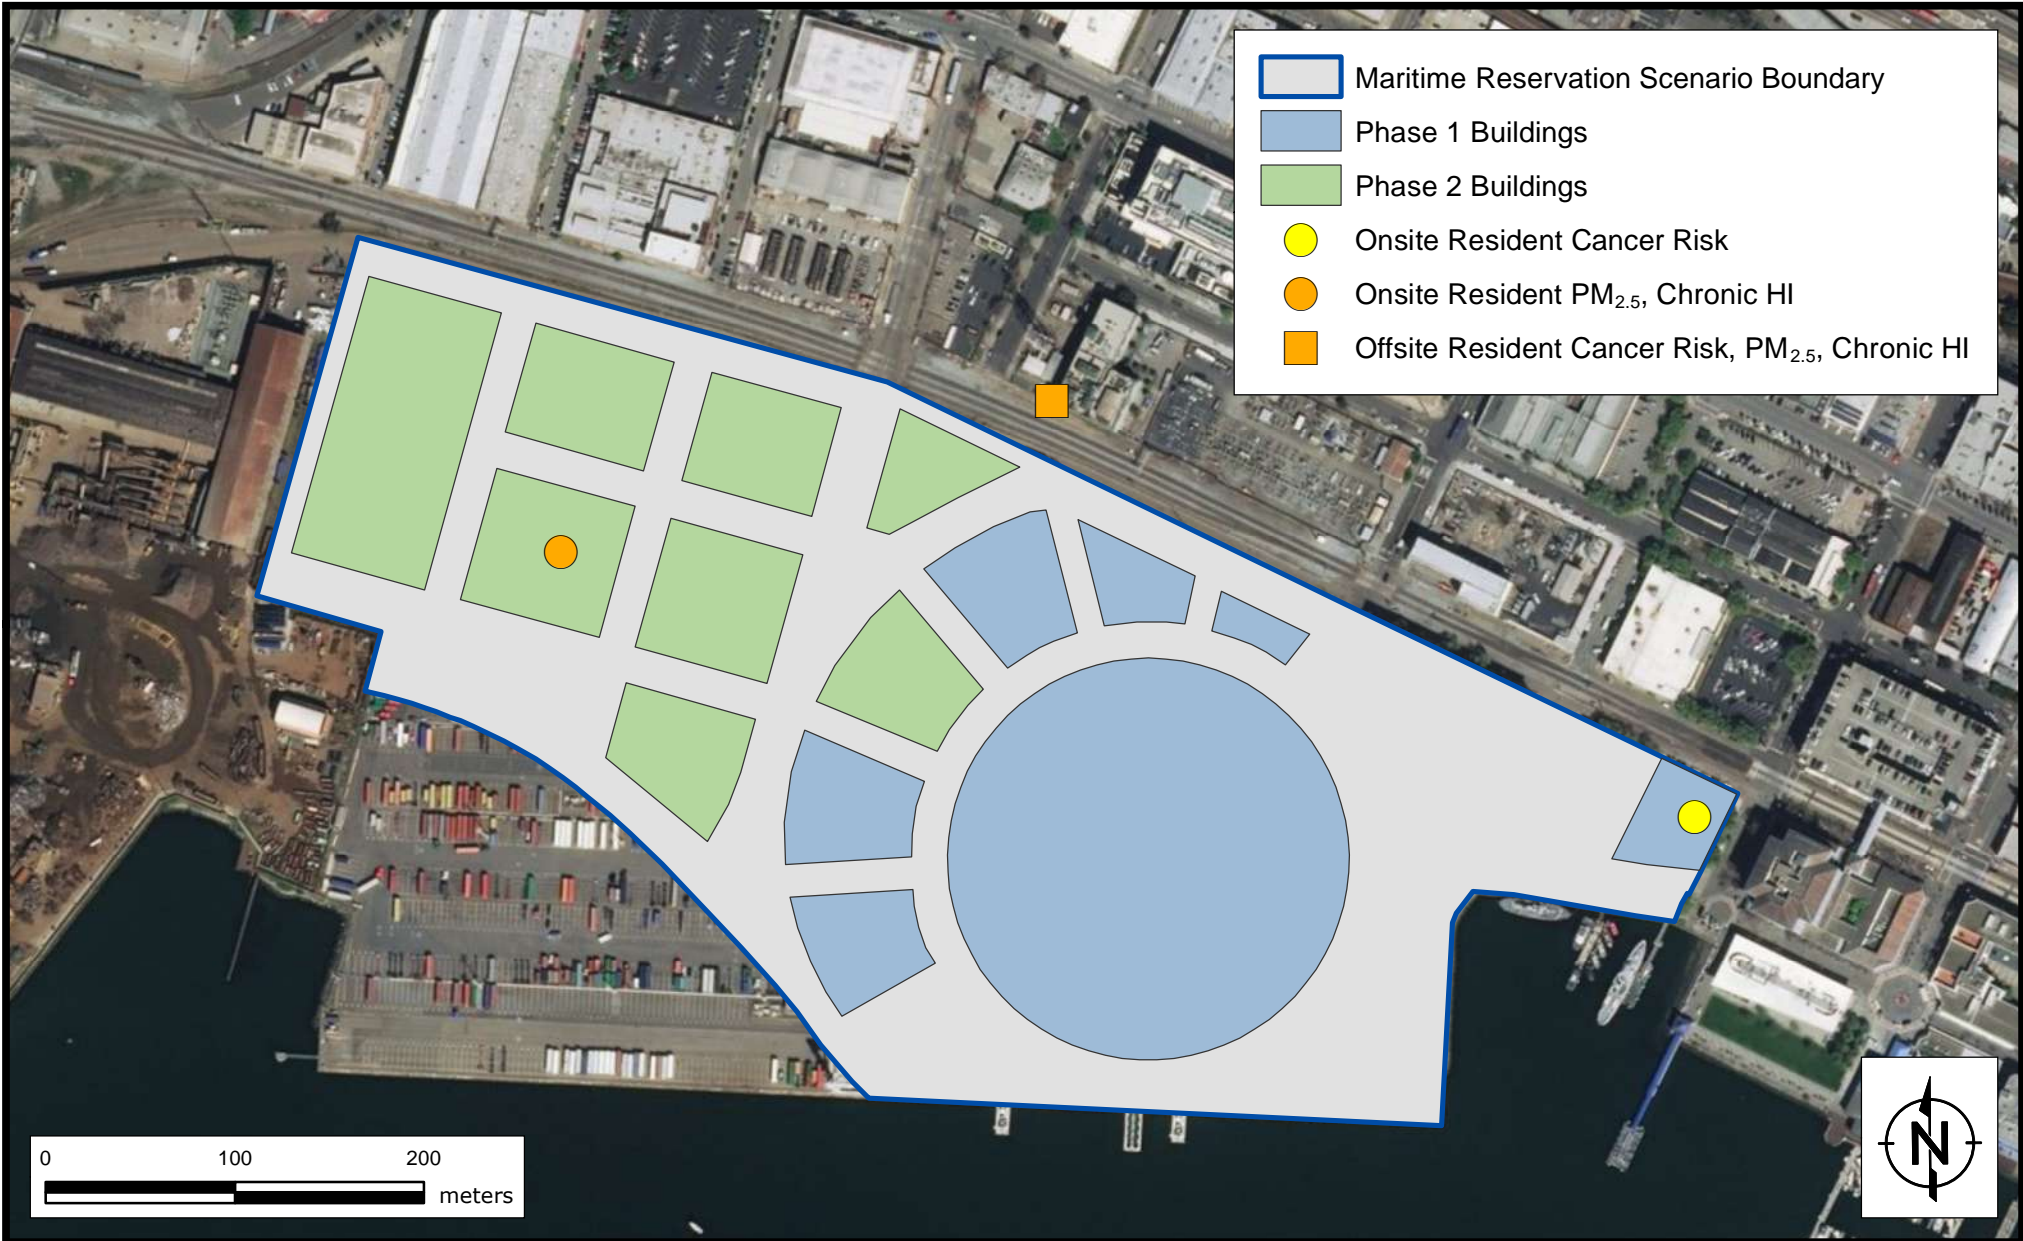 Maritime Reservation Scenario Boundary
Phase 1 Buildings
Phase 2 Buildings
Onsite Resident Cancer Risk
Onsite Resident PM2.5, Chronic HI
Offsite Resident Cancer Risk, PM2.5, Chronic HI
0 100 200
meters
N